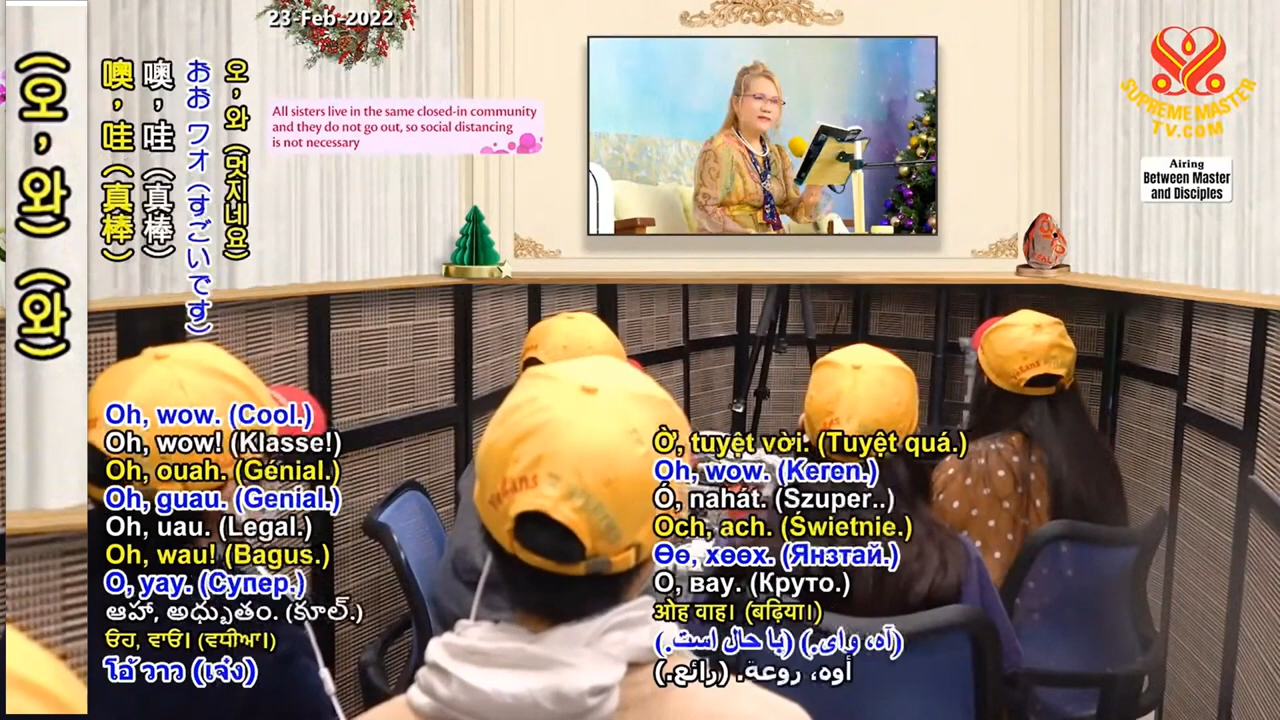 23-Feb-2022
(오, 와) (와)
噢，哇（真棒）
噢，哇（真棒）
おお ワオ (すごいです)
오, 와 (멋지네요)
All sisters live in the same closed-in community
and they do not go out, so social distancing
is not necessary
SUPREME MASTER
TV.COM
Airing
Between Master
and Disciples
Oh, wow. (Cool.)
Oh, wow! (Klasse!)
Oh, ouah. (Génial.)
Oh, guau. (Genial.)
Oh, uau. (Legal.)
Oh, wau! (Bagus.)
О, yay. (Супер.)
ఆహా, అద్భుతం. (కూల్.)
ਓਹ, ਵਾਓ। (ਵਧੀਆ।)
โอ้ วาว (เจ๋ง)
Ờ, tuyệt vời. (Tuyệt quá.)
Oh, wow. (Keren.)
Ó, nahát. (Szuper..)
Och, ach. (Świetnie.)
Өө, хөөх. (Янзтай.)
О, вау. (Круто.)
ओह वाह। (बढ़िया।)
(آه، وای.) (با حال است.)
أوه، روعة. (رائع.)